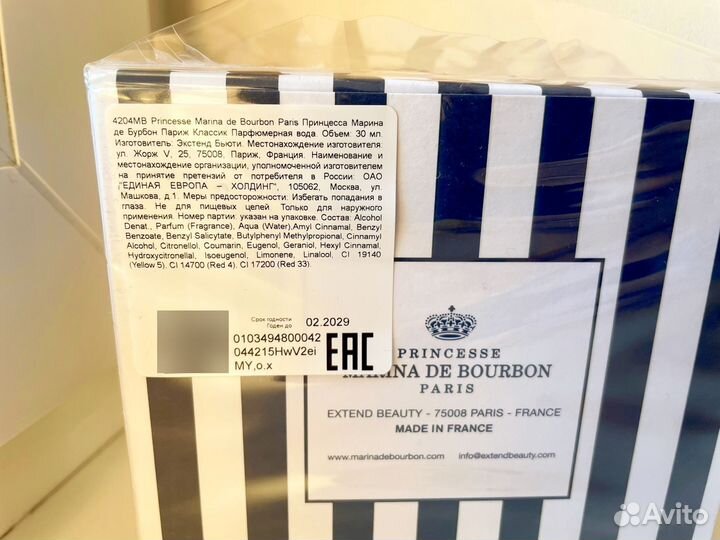 4204MB Princesse Marina de Bourbon Paris Принцесса Марина
де Бурбон Париж Классик Парфюмерная вода. Объем: 30 мл.
Изготовитель: Экстенд Бьюти. Местонахождение изготовителя:
ул. Жорж V, 25, 75008, Париж, Франция. Наименование и
местонахождение организации, уполномоченной изготовителем
на принятие претензий от потребителя в России: ОАО
"ЕДИНАЯ ЕВРОПА – ХОЛДИНГ", 105062, Москва, ул.
Машкова, д.1. Меры предосторожности: Избегать попадания в
глаза. Не для пищевых целей. Только для наружного
применения. Номер партии: указан на упаковке. Состав: Alcohol
Denat., Parfum (Fragrance), Aqua (Water),Amyl Cinnamal, Benzyl
Benzoate, Benzyl Salicytate, Butylphenyl Methylpropional, Cinnamyl
Alcohol, Citronellol, Coumarin, Eugenol, Geraniol, Hexyl Cinnamal,
Hydroxycitronellal, Isoeugenol, Limonene, Linalool, CI 19140
(Yellow 5), CI 14700 (Red 4), CI 17200 (Red 33).
Срок годности
Годен до
02.2029
0103494800042
044215HwV2ei
MY,o.x
EAC
PRINCESSE
MARINA DE BOURBON
PARIS
EXTEND BEAUTY - 75008 PARIS - FRANCE
MADE IN FRANCE
www.marinadebourbon.com info@extendbeauty.com
Avito